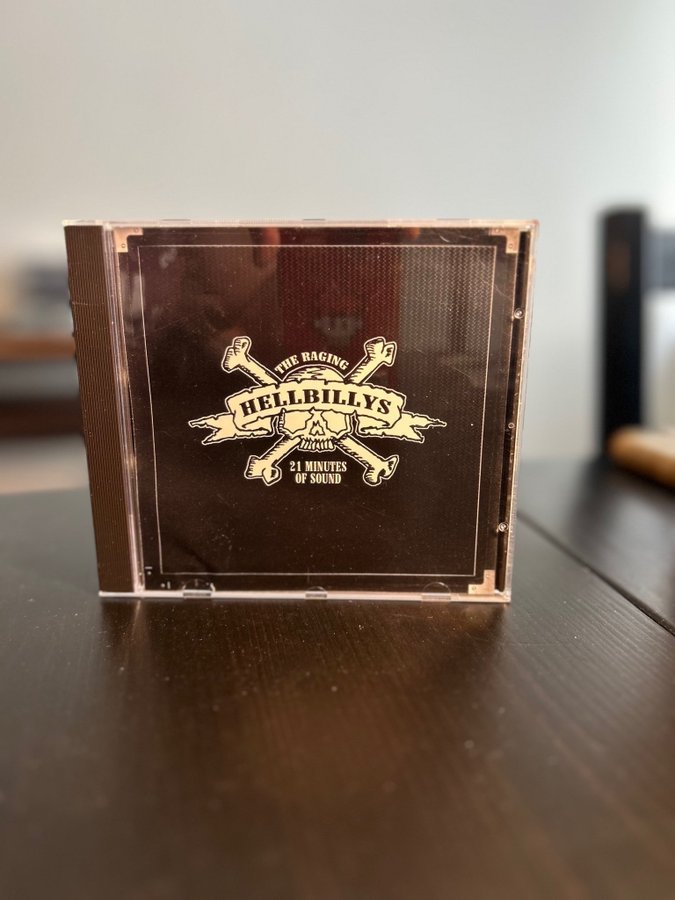 THE RAGING
HELLBILLYS
21 MINUTES
OF SOUND